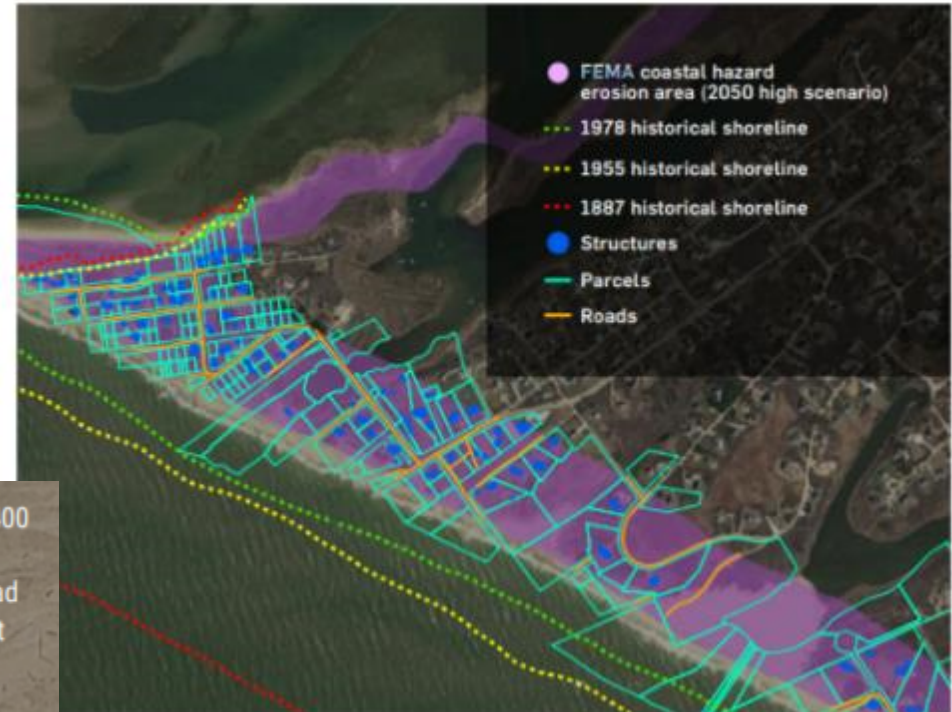 FEMA coastal hazard
erosion area (2050 high scenario)
1978 historical shoreline
1955 historical shoreline
1887 historical shoreline
Structures
Parcels
Roads